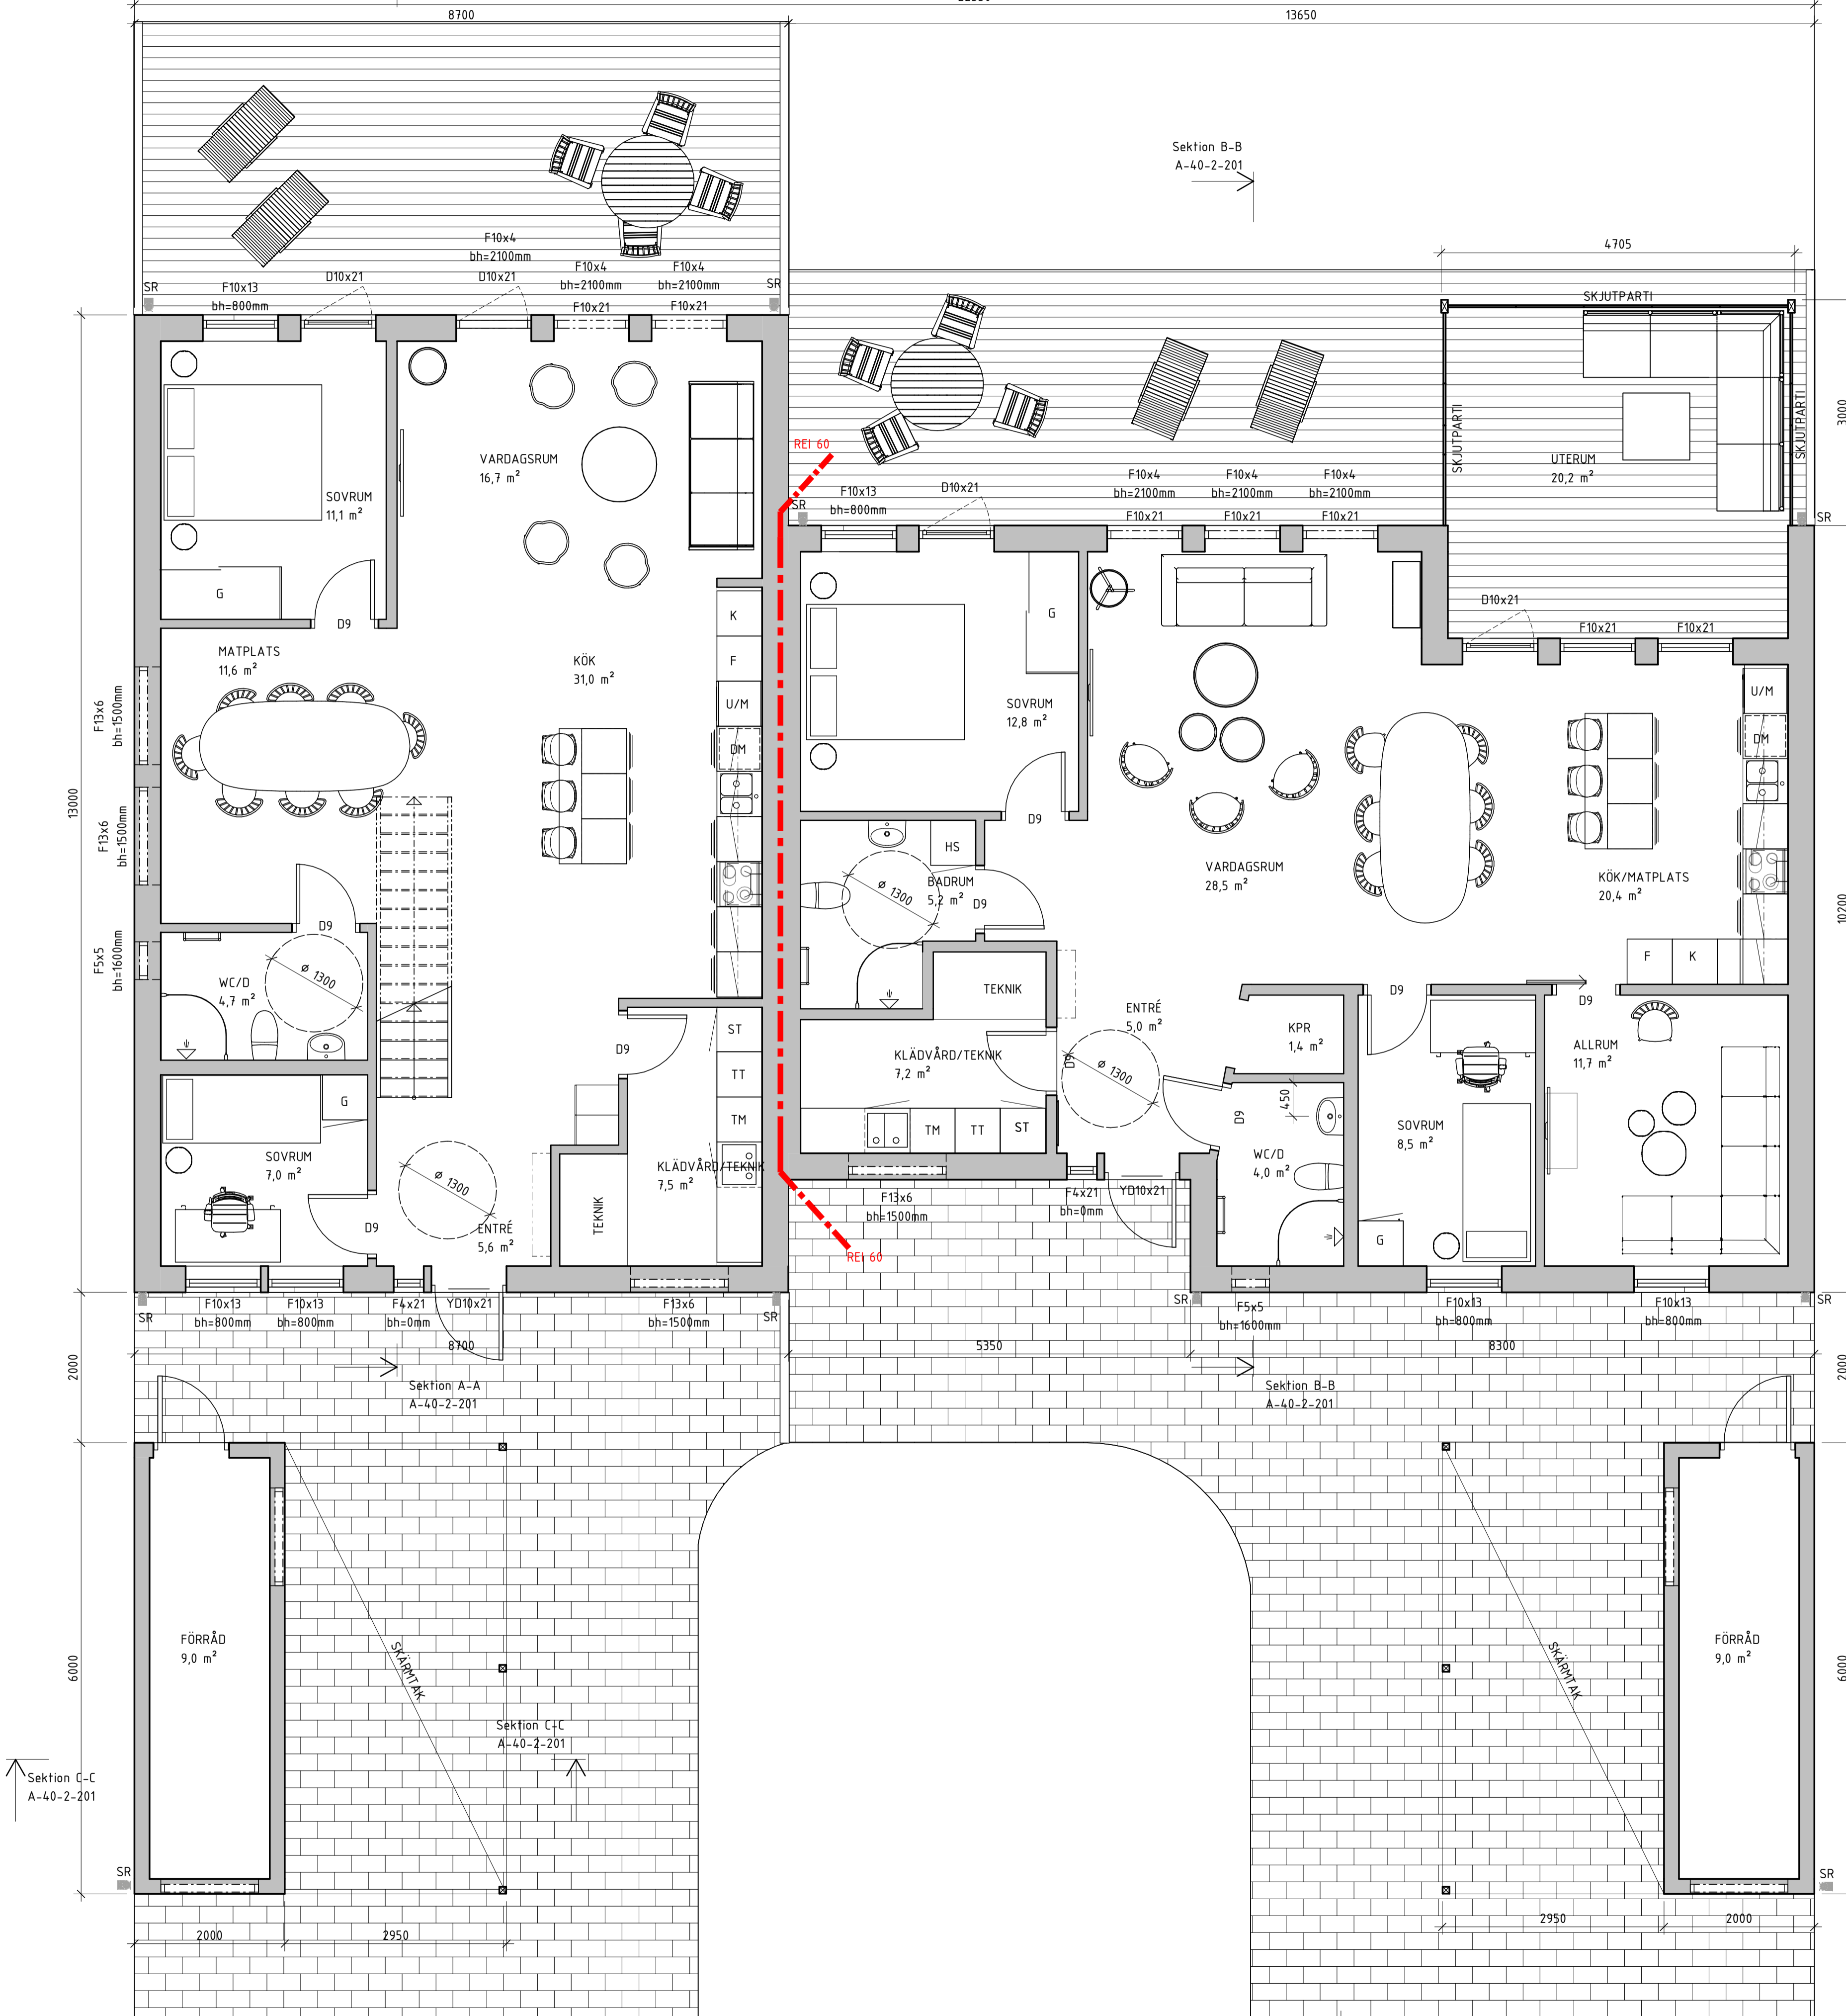 8700
13650
Sektion B-B
A-40-2-201
4705
F10x4
bh=2100mm
F10x4
bh=2100mm
F10x4
bh=2100mm
SR
F10x13
bh=800mm
D10x21
D10x21
F10x21
F10x21
SR
SKJUTPARTI
SKJUTPARTI
SKJUTPARTI
3000
UTERUM
20,2 m²
REI 60
SR
F10x13
bh=800mm
D10x21
F10x4
bh=2100mm
F10x4
bh=2100mm
F10x4
bh=2100mm
F10x21
F10x21
F10x21
SR
VARDAGSRUM
16,7 m²
SOVRUM
11,1 m²
G
D9
MATPLATS
11,6 m²
KÖK
31,0 m²
K
F
U/M
DM
F13x6
bh=1500mm
F13x6
bh=1500mm
F5x5
bh=1600mm
13000
D9
WC/D
4,7 m²
ø 1300
G
SOVRUM
7,0 m²
D9
ø 1300
ENTRÉ
5,6 m²
TEKNIK
D9
ST
TT
TM
KLÄDVÅRD/TEKNIK
7,5 m²
G
SOVRUM
12,8 m²
D9
D10x21
F10x21
F10x21
U/M
DM
HS
BADRUM
5,2 m²
ø 1300
D9
VARDAGSRUM
28,5 m²
KÖK/MATPLATS
20,4 m²
F
K
10200
TEKNIK
ENTRÉ
5,0 m²
KPR
1,4 m²
D9
D9
KLÄDVÅRD/TEKNIK
7,2 m²
D9
ø 1300
ALLRUM
11,7 m²
TM
TT
ST
D9
450
WC/D
4,0 m²
SOVRUM
8,5 m²
G
F13x6
bh=1500mm
F4x21
bh=0mm
YD10x21
REI 60
SR
F10x13
bh=800mm
F10x13
bh=800mm
F4x21
bh=0mm
YD10x21
F13x6
bh=1500mm
SR
SR
F5x5
bh=1600mm
F10x13
bh=800mm
F10x13
bh=800mm
SR
8700
5350
8300
2000
2000
Sektion A-A
A-40-2-201
Sektion B-B
A-40-2-201
FÖRRÅD
9,0 m²
SKÄRMTAK
SKÄRMTAK
FÖRRÅD
9,0 m²
6000
6000
Sektion C-C
A-40-2-201
Sektion C-C
A-40-2-201
SR
SR
2000
2950
2950
2000